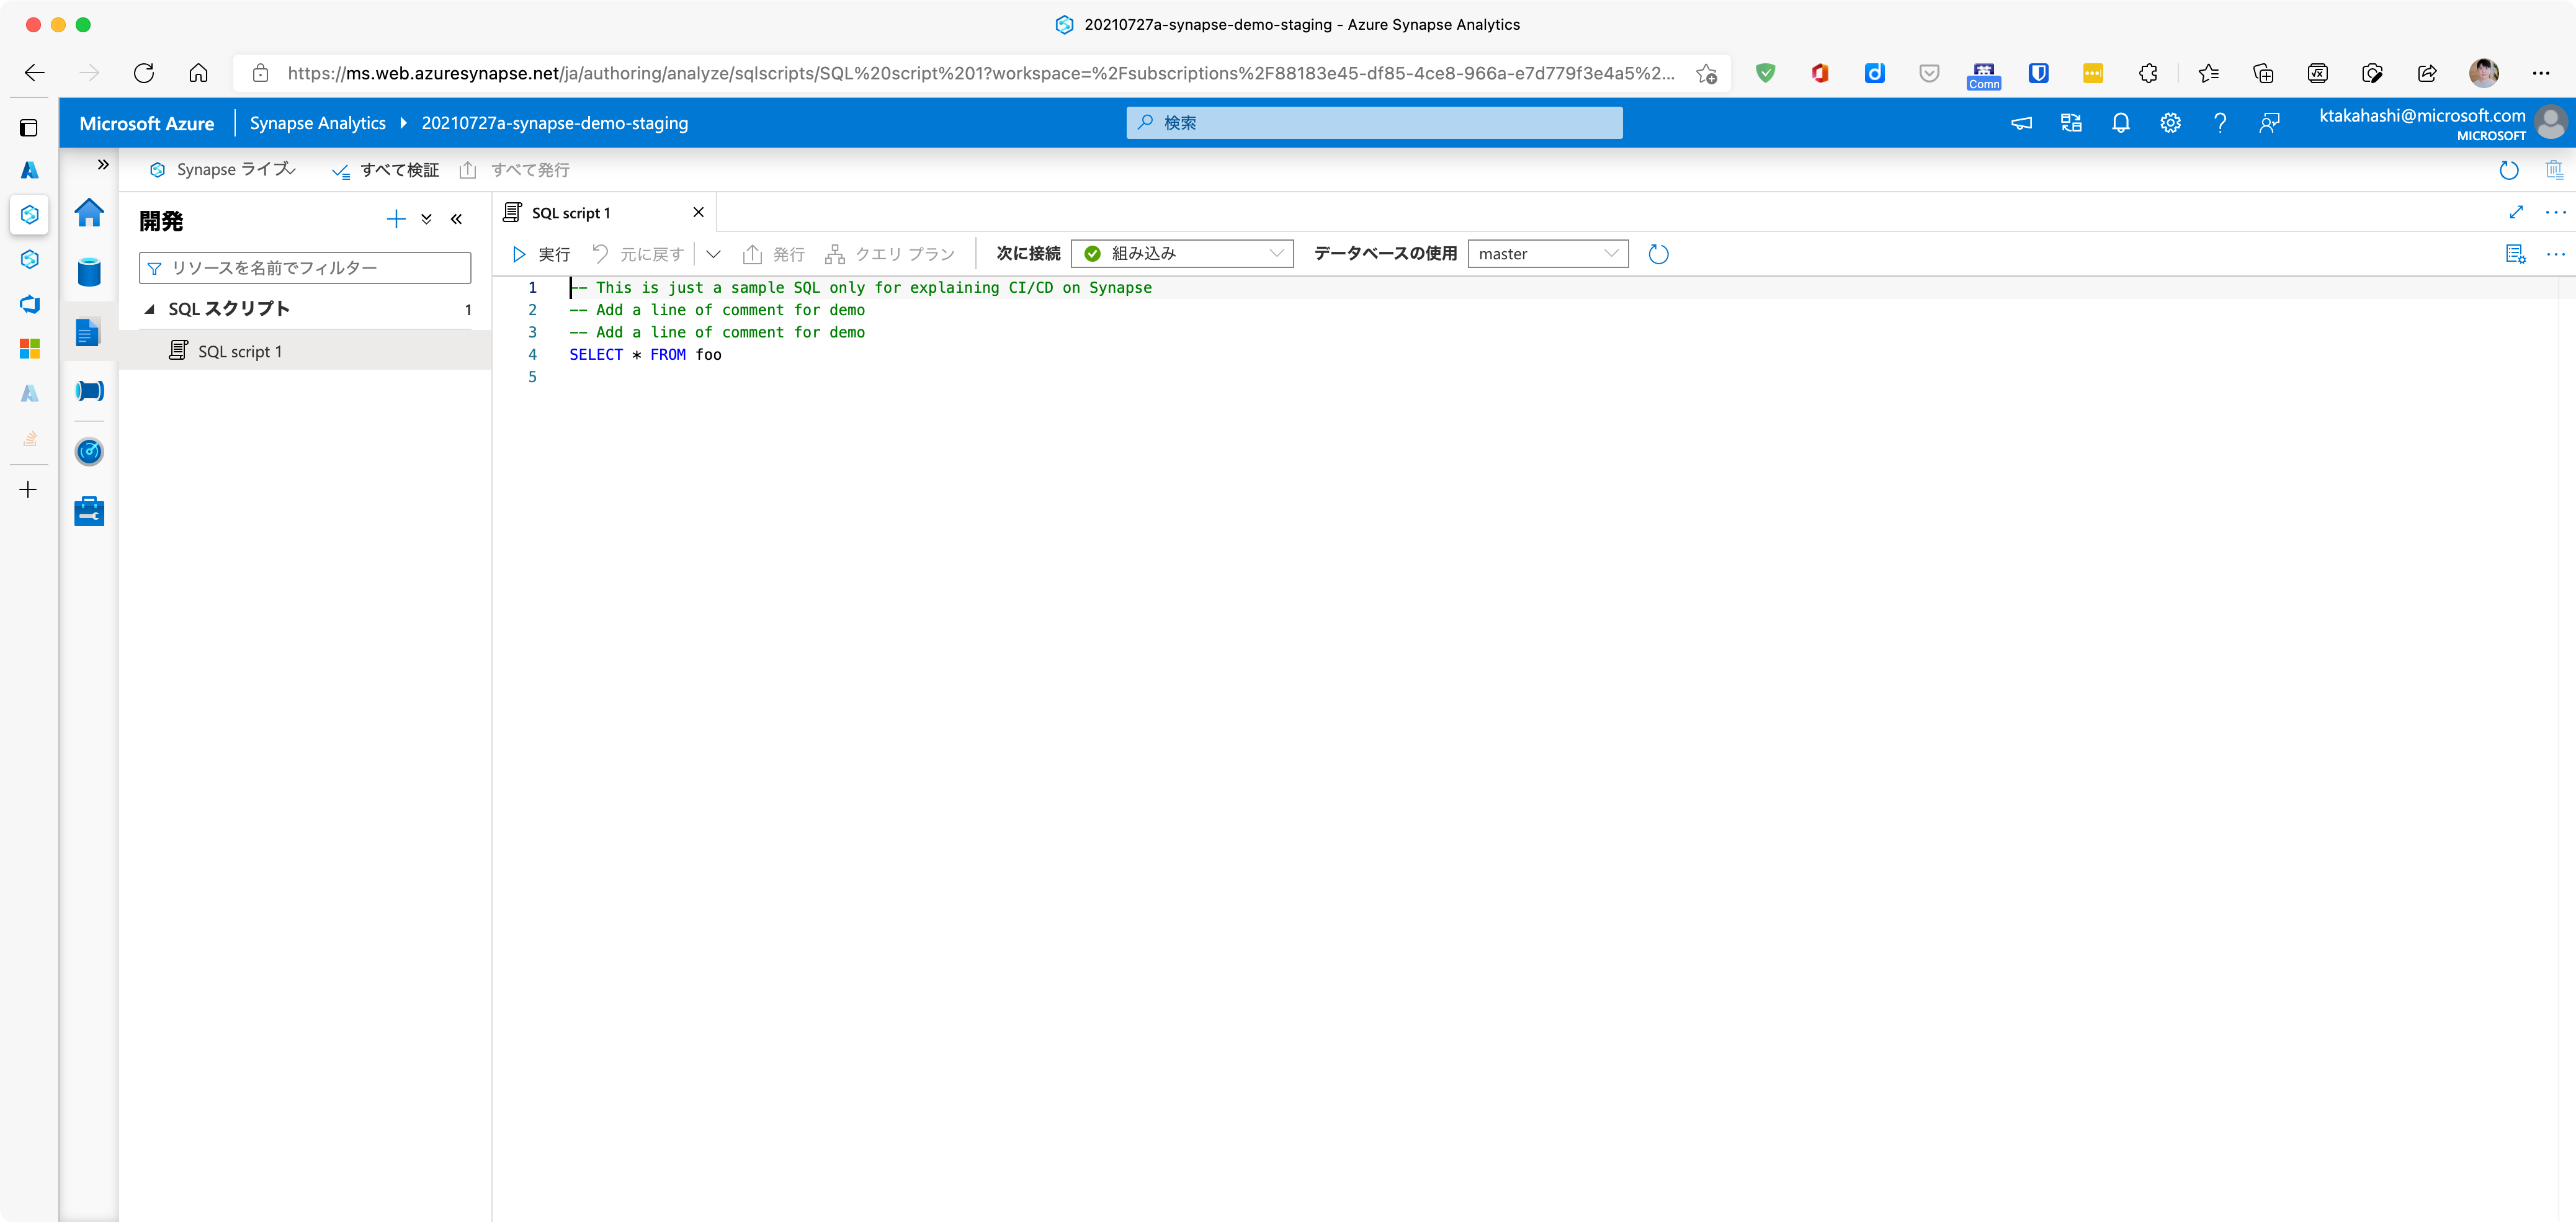 20210727a-synapse-demo-staging - Azure Synapse Analytics
https://ms.web.azuresynapse.net/ja/authoring/analyze/sqlscripts/SQL%20script%201?workspace=%2Fsubscriptions%2F88183e45-df85-4ce8-966a-e7d779f3e4a5%2...
Comn
Microsoft Azure
Synapse Analytics
20210727a-synapse-demo-staging
検索
ktakahashi@microsoft.com
MICROSOFT
Synapse ライブ
すべて検証
すべて発行
開発
リソースを名前でフィルター
SQL スクリプト
1
SQL script 1
SQL script 1
実行
元に戻す
発行
クエリ プラン
次に接続
組み込み
データベースの使用
master
1 -- This is just a sample SQL only for explaining CI/CD on Synapse
2 -- Add a line of comment for demo
3 -- Add a line of comment for demo
4 SELECT * FROM foo
5